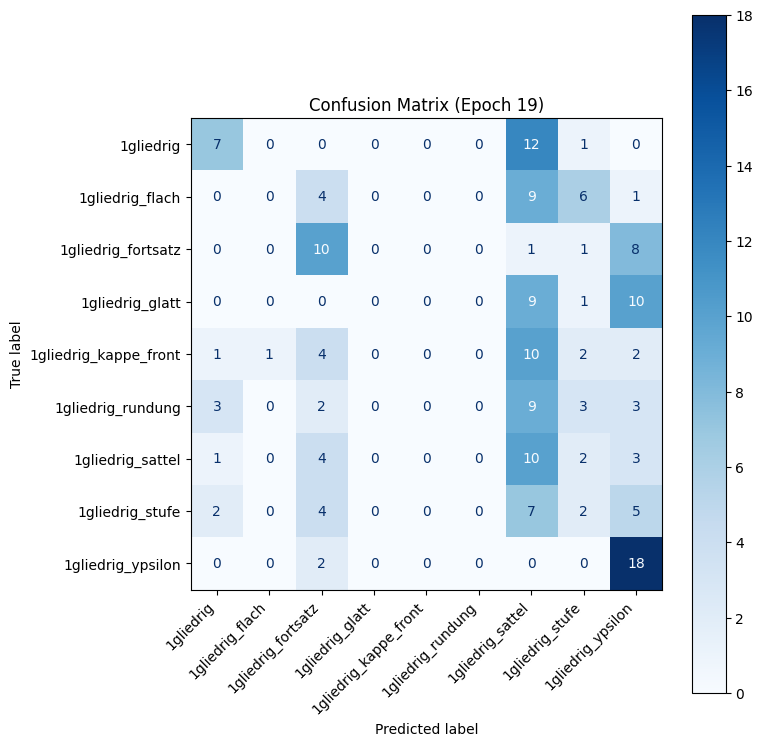 Confusion Matrix (Epoch 19)
True label
1gliedrig 7 0 0 0 0 0 12 1 0
1gliedrig_flach 0 0 4 0 0 0 9 6 1
1gliedrig_fortsatz 0 0 10 0 0 0 1 1 8
1gliedrig_glatt 0 0 0 0 0 0 9 1 10
1gliedrig_kappe_front 1 1 4 0 0 0 10 2 2
1gliedrig_rundung 3 0 2 0 0 0 9 3 3
1gliedrig_sattel 1 0 4 0 0 0 10 2 3
1gliedrig_stufe 2 0 4 0 0 0 7 2 5
1gliedrig_ypsilon 0 0 2 0 0 0 0 0 18
1gliedrig
1gliedrig_flach
1gliedrig_fortsatz
1gliedrig_glatt
1gliedrig_kappe_front
1gliedrig_rundung
1gliedrig_sattel
1gliedrig_stufe
1gliedrig_ypsilon
Predicted label
18
16
14
12
10
8
6
4
2
0